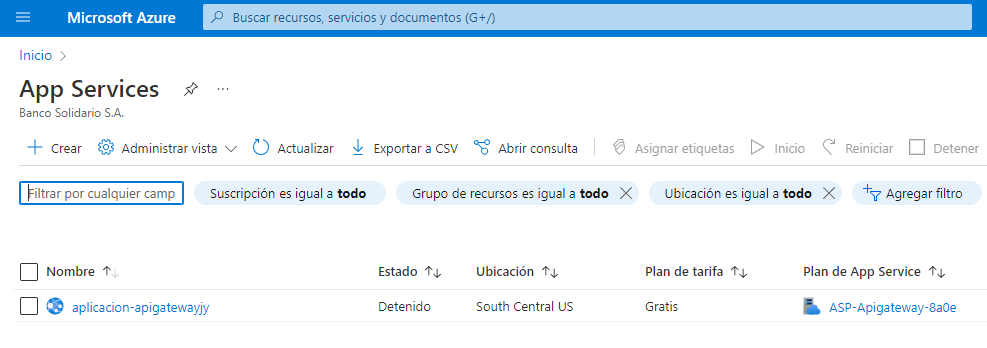 Microsoft Azure Buscar recursos, servicios y documentos (G+/)
Inicio >
App Services ...
Banco Solidario S.A.
Crear Administrar vista Actualizar Exportar a CSV Abrir consulta Asignar etiquetas Inicio Reiniciar Detener
Filtrar por cualquier camp Suscripción es igual a todo Grupo de recursos es igual a todo Ubicación es igual a todo Agregar filtro
Nombre Estado Ubicación Plan de tarifa Plan de App Service
aplicacion-apigatewayjy Detenido South Central US Gratis ASP-Apigateway-8a0e